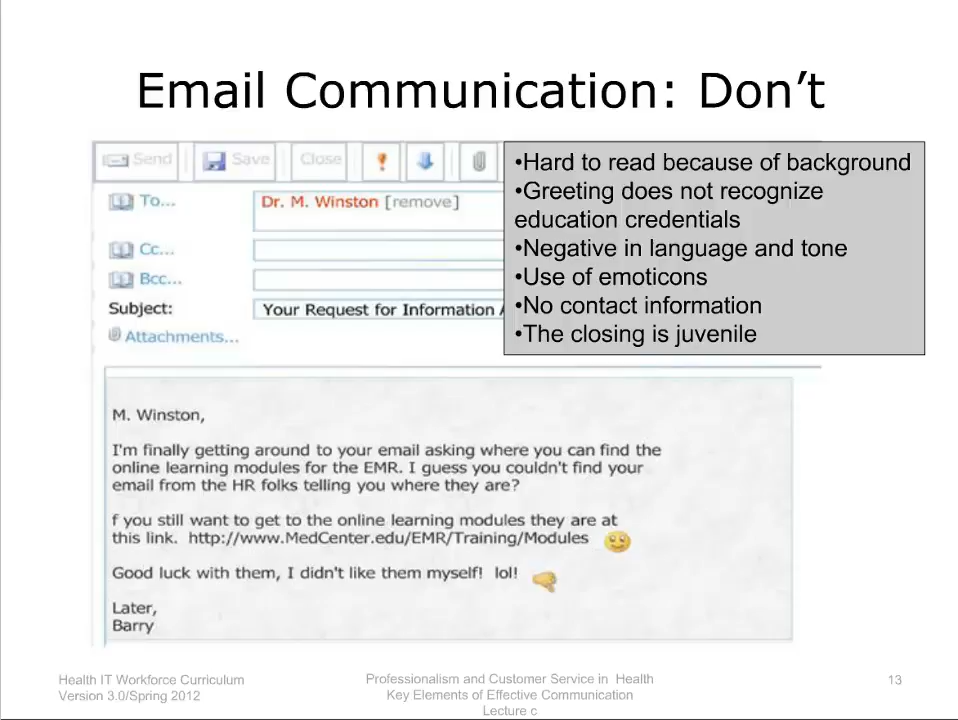 Email Communication: Don't
Send Save Close
To... Dr. M. Winston [remove]
Cc...
Bcc...
Subject: Your Request for Information
Attachments...
•Hard to read because of background
•Greeting does not recognize
education credentials
•Negative in language and tone
•Use of emoticons
•No contact information
•The closing is juvenile
M. Winston,
I'm finally getting around to your email asking where you can find the
online learning modules for the EMR. I guess you couldn't find your
email from the HR folks telling you where they are?
f you still want to get to the online learning modules they are at
this link. http://www.MedCenter.edu/EMR/Training/Modules
Good luck with them, I didn't like them myself! lol!
Later,
Barry
Health IT Workforce Curriculum
Version 3.0/Spring 2012
Professionalism and Customer Service in Health
Key Elements of Effective Communication
Lecture c
13